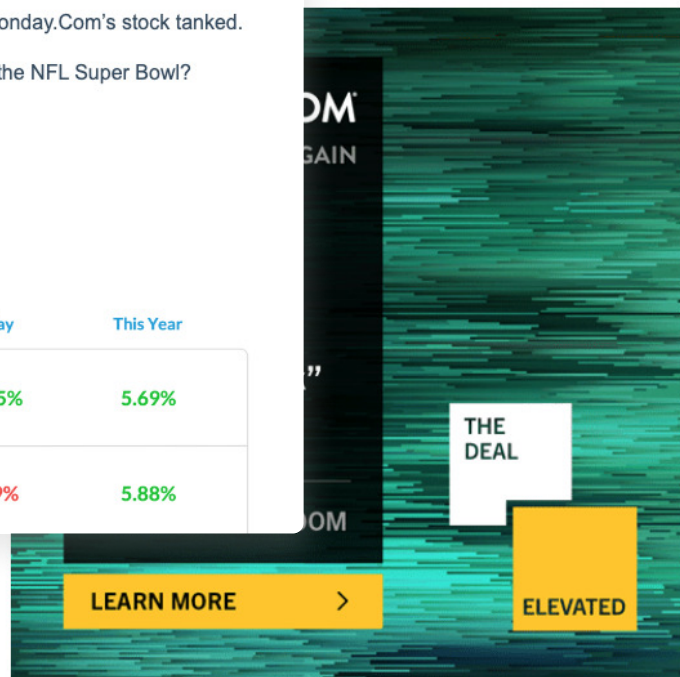 onday.Com’s stock tanked.
the NFL Super Bowl?
OM
GAIN
ay
This Year
5%
5.69%
”
9%
5.88%
OOM
THE
DEAL
ELEVATED
LEARN MORE